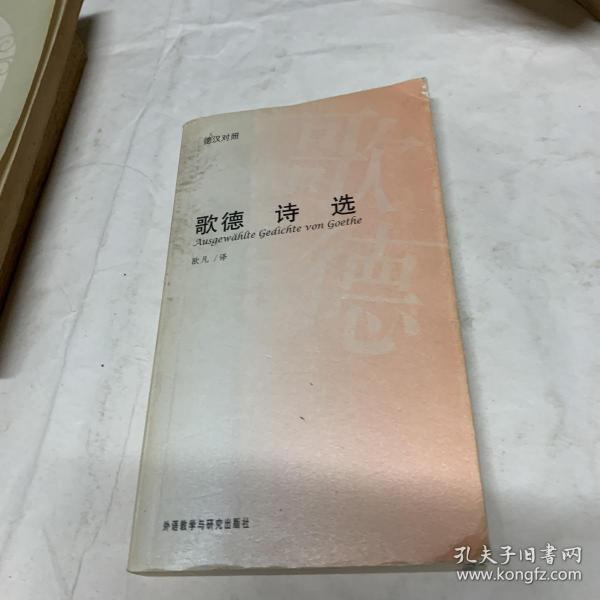 德汉对照
歌德 诗选
Ausgewählte Gedichte von Goethe
欧凡/译
歌德
外语教学与研究出版社
孔夫子旧书网
www.kongfz.com